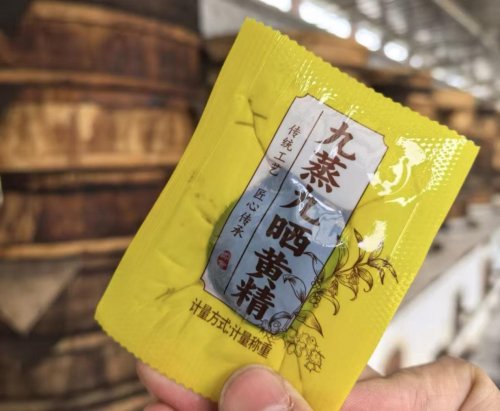 九蒸九晒黄精
传统工艺 匠心传承
计量方式:计量称重